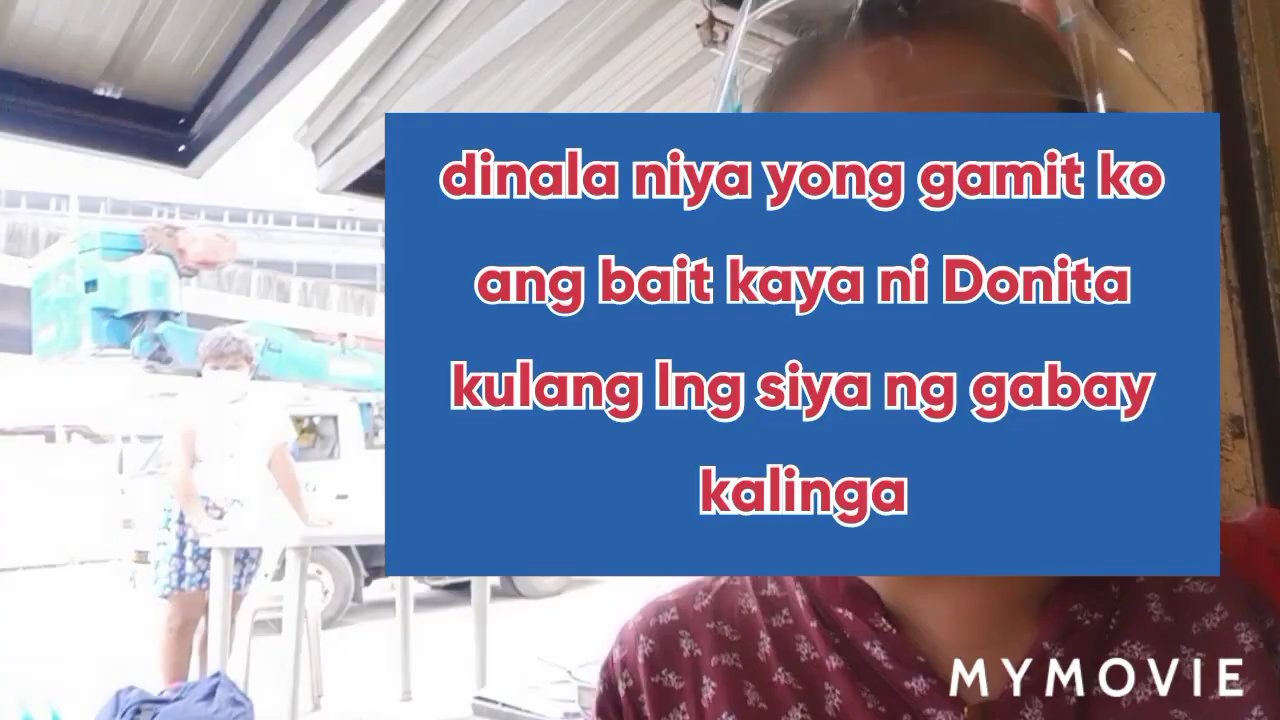 dinala niya yong gamit ko
ang bait kaya ni Donita
kulang lng siya ng gabay
kalinga
MYMOVIE